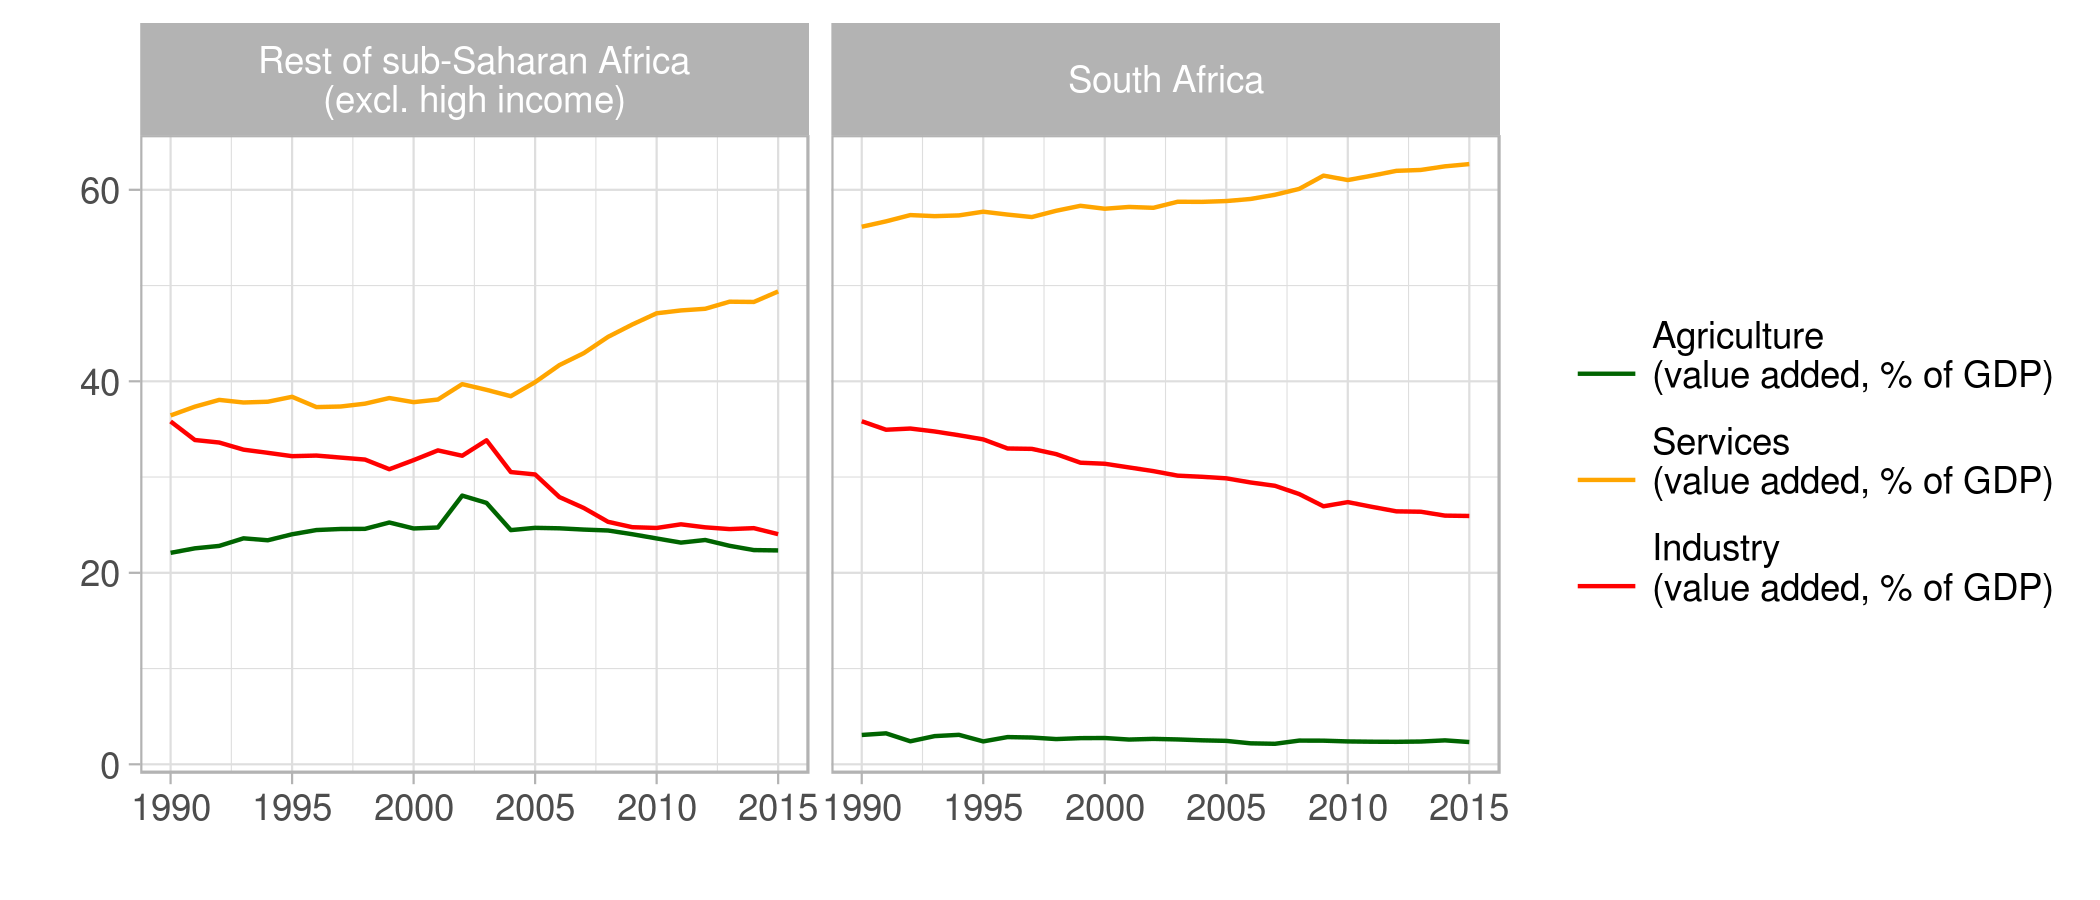 Rest of sub-Saharan Africa
(excl. high income)
South Africa
60
40
20
0
1990 1995 2000 2005 2010 2015 1990 1995 2000 2005 2010 2015
Agriculture
(value added, % of GDP)
Services
(value added, % of GDP)
Industry
(value added, % of GDP)